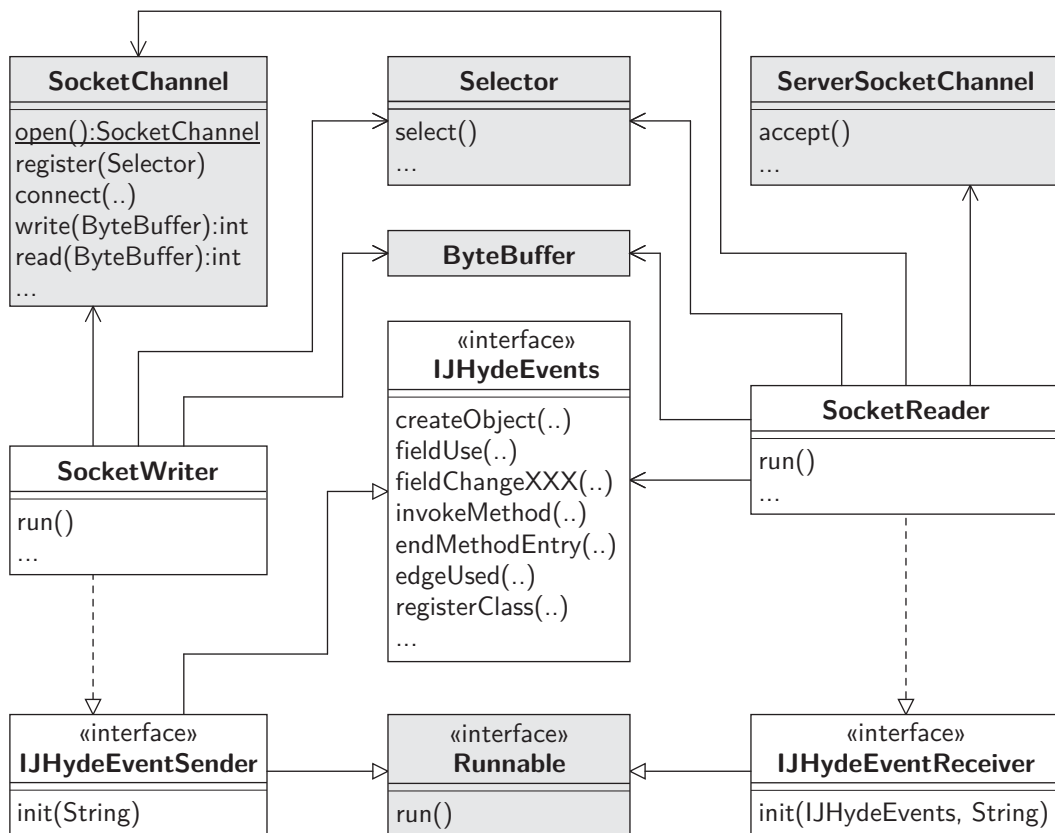 SocketChannel
open():SocketChannel
register(Selector)
connect(..)
write(ByteBuffer):int
read(ByteBuffer):int
...
Selector
select()
...
ServerSocketChannel
accept()
...
ByteBuffer
«interface»
IJHydeEvents
createObject(..)
fieldUse(..)
fieldChangeXXX(..)
invokeMethod(..)
endMethodEntry(..)
edgeUsed(..)
registerClass(..)
...
SocketReader
run()
...
SocketWriter
run()
...
«interface»
IJHydeEventSender
init(String)
«interface»
Runnable
run()
«interface»
IJHydeEventReceiver
init(IJHydeEvents, String)